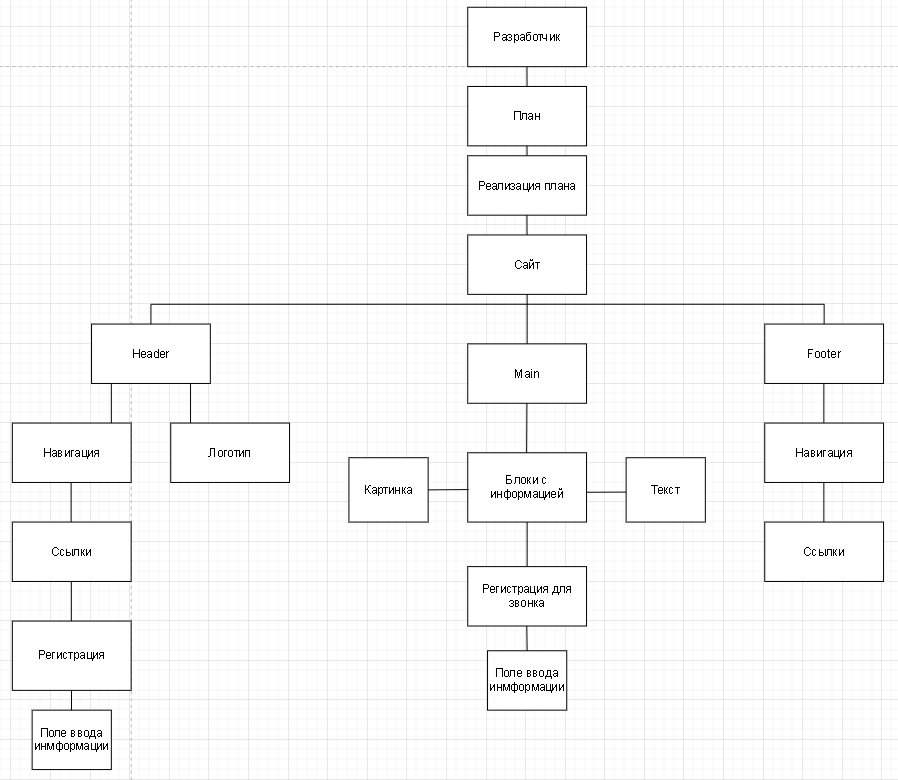 Разработчик
План
Реализация плана
Сайт
Header
Main
Footer
Навигация
Логотип
Картинка
Блоки с
информацией
Текст
Навигация
Ссылки
Ссылки
Регистрация для
звонка
Регистрация
Поле ввода
инмформации
Поле ввода
инмформации